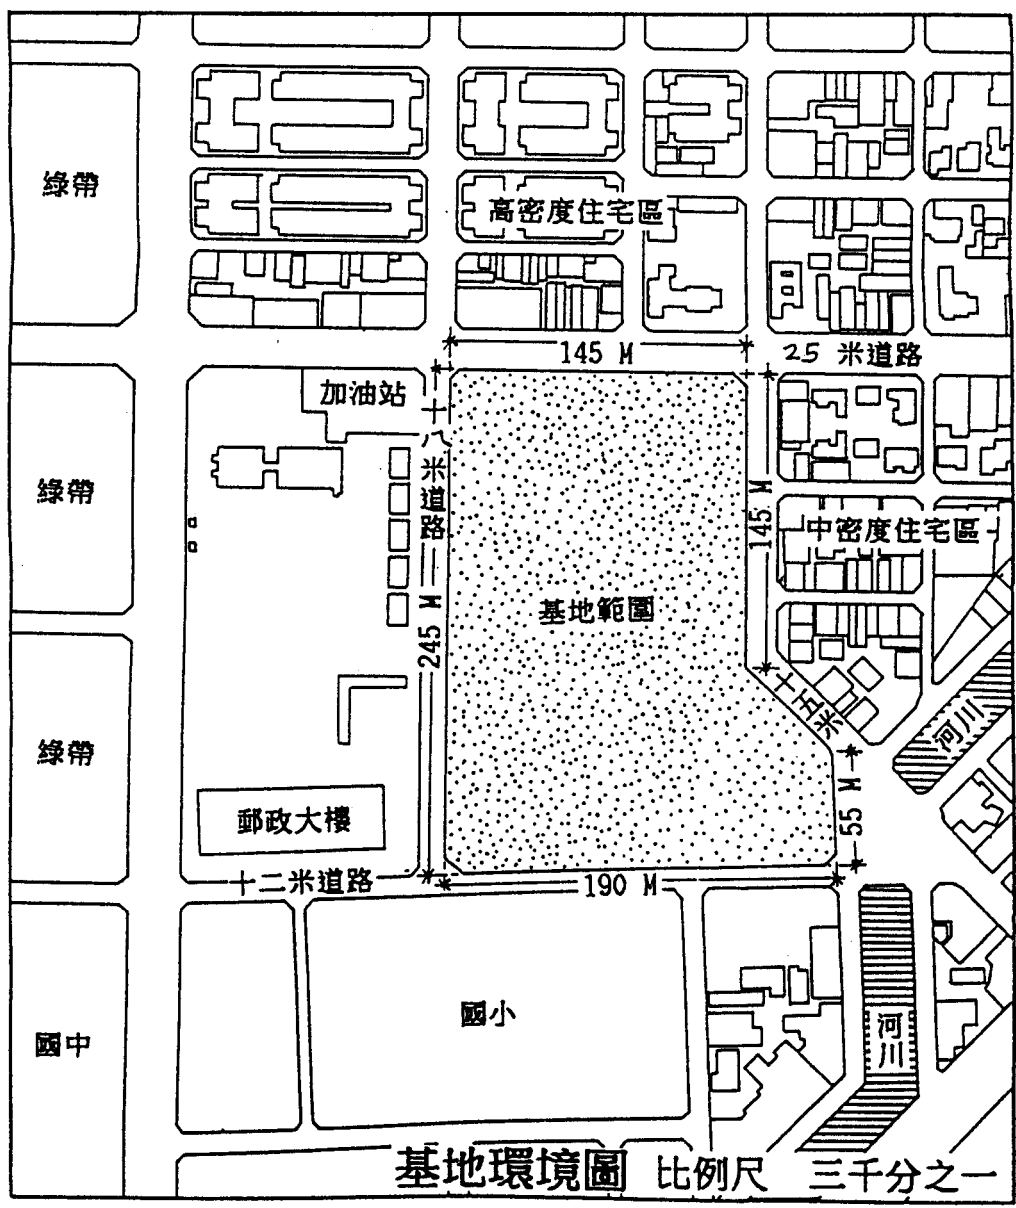 綠帶
高密度住宅區
145 M
25 米道路
加油站
十八米道路
綠帶
145 M
中密度住宅區
基地範圍
245 M
十五米
河川
綠帶
55 M
郵政大樓
十二米道路
190 M
國小
河川
國中
基地環境圖 比例尺 三千分之一